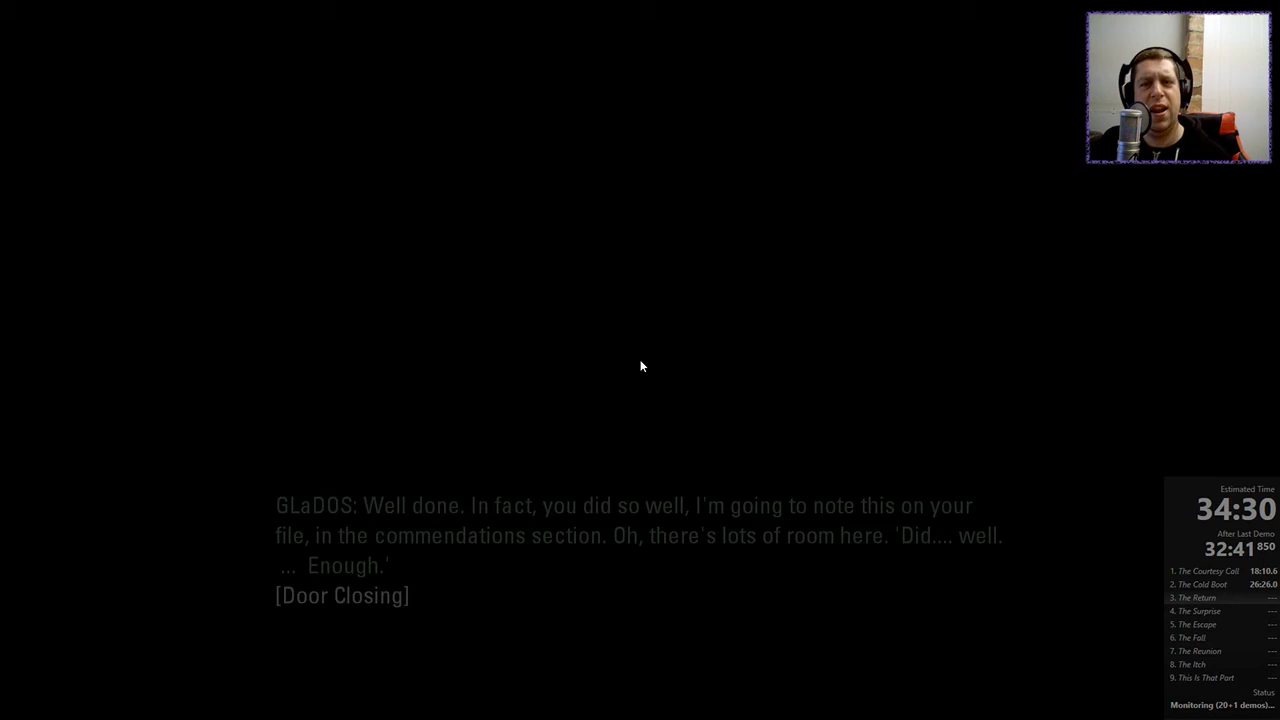 GLaDOS: Well done. In fact, you did so well, I'm going to note this on your
file, in the commendations section. Oh, there's lots of room here. 'Did.... well.
... Enough.'
[Door Closing]
Estimated Time
34:30
After Last Demo
32:41 850
1. The Courtesy Call 18:10.6
2. The Cold Boot 26:26.0
3. The Return ---
4. The Surprise ---
5. The Escape ---
6. The Fall ---
7. The Reunion ---
8. The Itch ---
9. This Is That Part ---
Status
Monitoring (20+1 demos)...